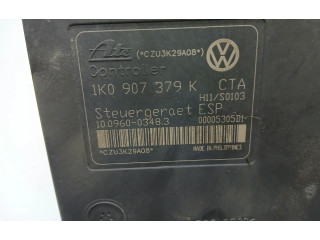 Ate (*CZU3K29A08*)
Controller
1K0 907 379 K CTA
H11/S0103
Steuergeraet ESP
10.0960-0348.3 00005305D1
*CZU3K29A08*
MADE IN PHILIPPINES